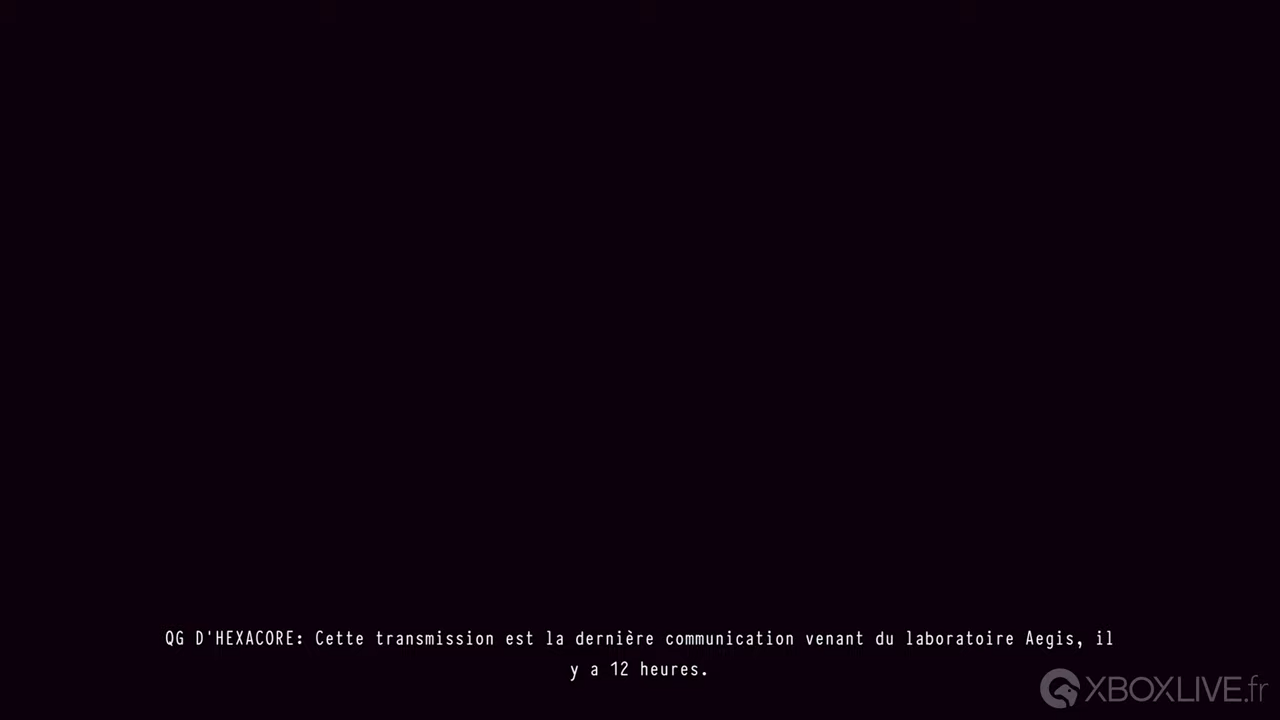 QG D'HEXACORE: Cette transmission est la dernière communication venant du laboratoire Aegis, il
y a 12 heures.
XBOXLIVE.fr